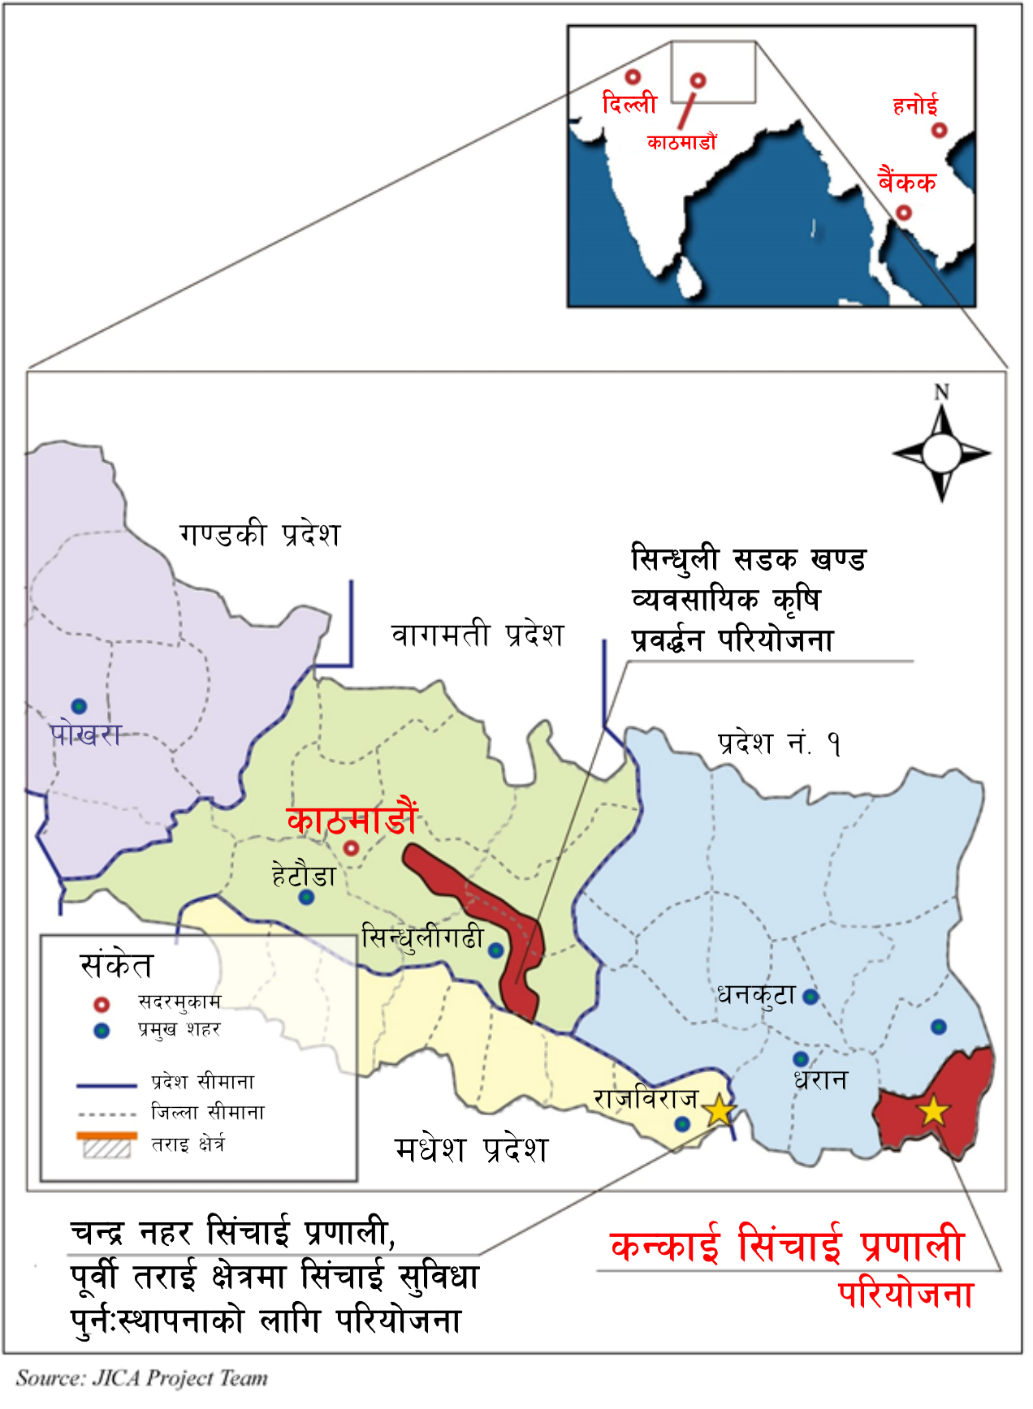 दिल्ली
काठमाडौं
हनोई
बैंकक
N
गण्डकी प्रदेश
वागमती प्रदेश
सिन्धुली सडक खण्ड
व्यवसायिक कृषि
प्रवर्द्धन परियोजना
पोखरा
प्रदेश नं. १
काठमाडौं
हेटौडा
सिन्धुलीगढी
धनकुटा
धरान
राजविराज
मधेश प्रदेश
संकेत
सदरमुकाम
प्रमुख शहर
प्रदेश सीमाना
जिल्ला सीमाना
तराइ क्षेर्त्र
चन्द्र नहर सिंचाई प्रणाली,
पूर्वी तराई क्षेत्रमा सिंचाई सुविधा
पुर्नःस्थापनाको लागि परियोजना
कन्काई सिंचाई प्रणाली
परियोजना
Source: JICA Project Team